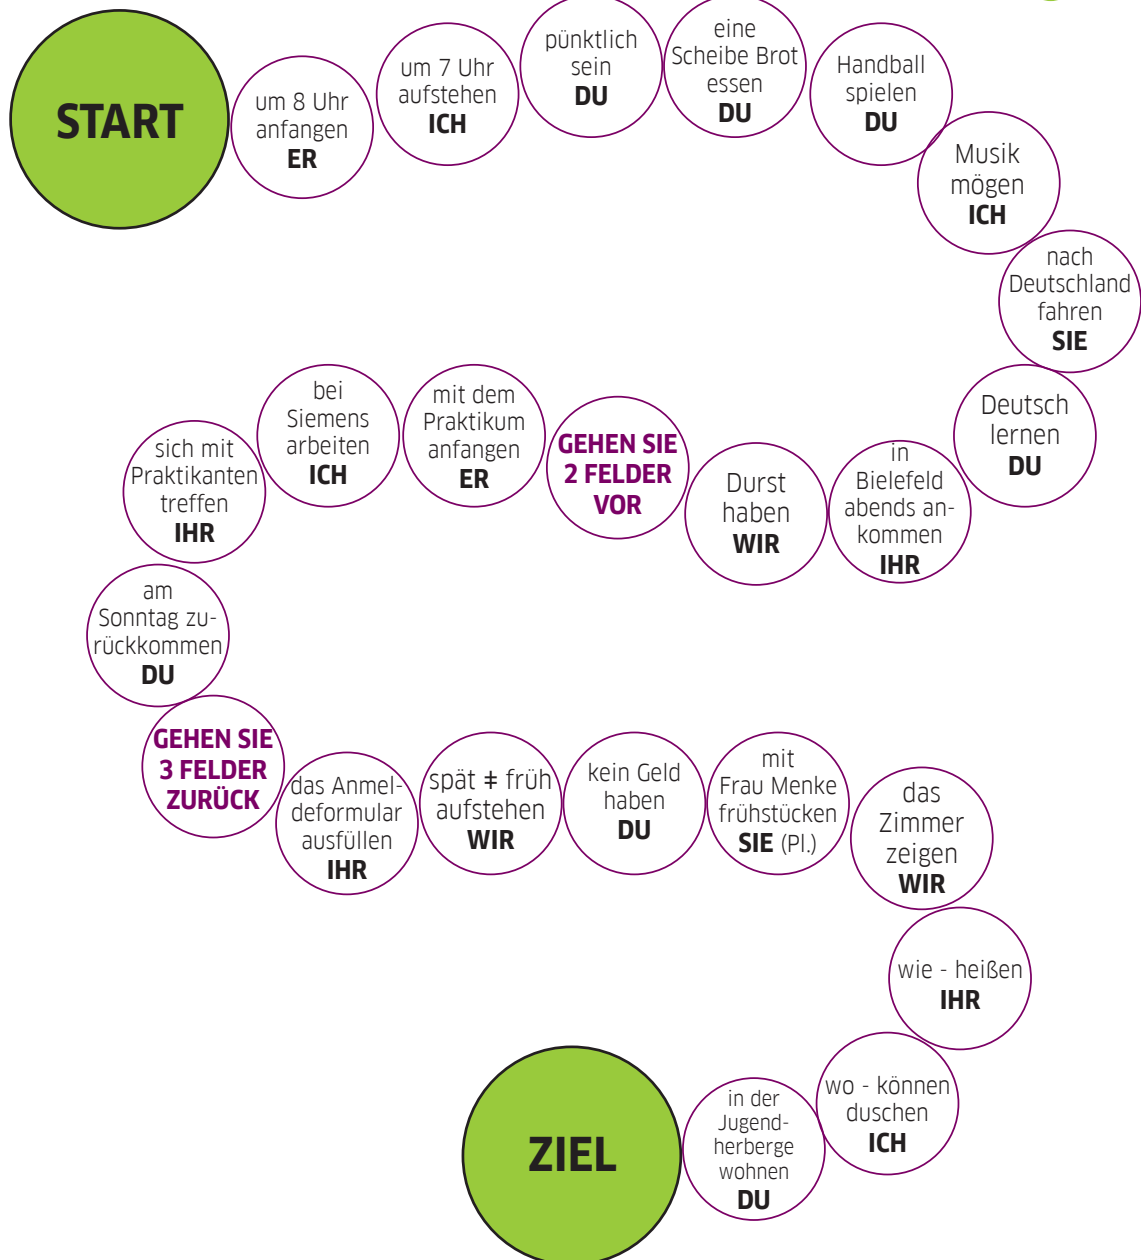 START
um 8 Uhr
anfangen
ER
um 7 Uhr
aufstehen
ICH
pünktlich
sein
DU
eine
Scheibe Brot
essen
DU
Handball
spielen
DU
Musik
mögen
ICH
nach
Deutschland
fahren
SIE
Deutsch
lernen
DU
in
Bielefeld
abends an-
kommen
IHR
Durst
haben
WIR
GEHEN SIE
2 FELDER
VOR
mit dem
Praktikum
anfangen
ER
bei
Siemens
arbeiten
ICH
sich mit
Praktikanten
treffen
IHR
am
Sonntag zu-
rückkommen
DU
GEHEN SIE
3 FELDER
ZURÜCK
das Anmel-
deformular
ausfüllen
IHR
spät ‡ früh
aufstehen
WIR
kein Geld
haben
DU
mit
Frau Menke
frühstücken
SIE (Pl.)
das
Zimmer
zeigen
WIR
wie - heißen
IHR
wo - können
duschen
ICH
in der
Jugend-
herberge
wohnen
DU
ZIEL